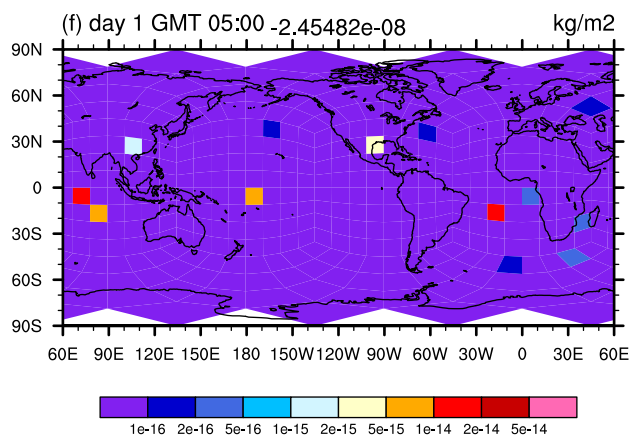 (f) day 1 GMT 05:00 -2.45482e-08 kg/m2
90N
60N
30N
0
30S
60S
90S
60E 90E 120E 150E 180 150W 120W 90W 60W 30W 0 30E 60E
1e-16 2e-16 5e-16 1e-15 2e-15 5e-15 1e-14 2e-14 5e-14